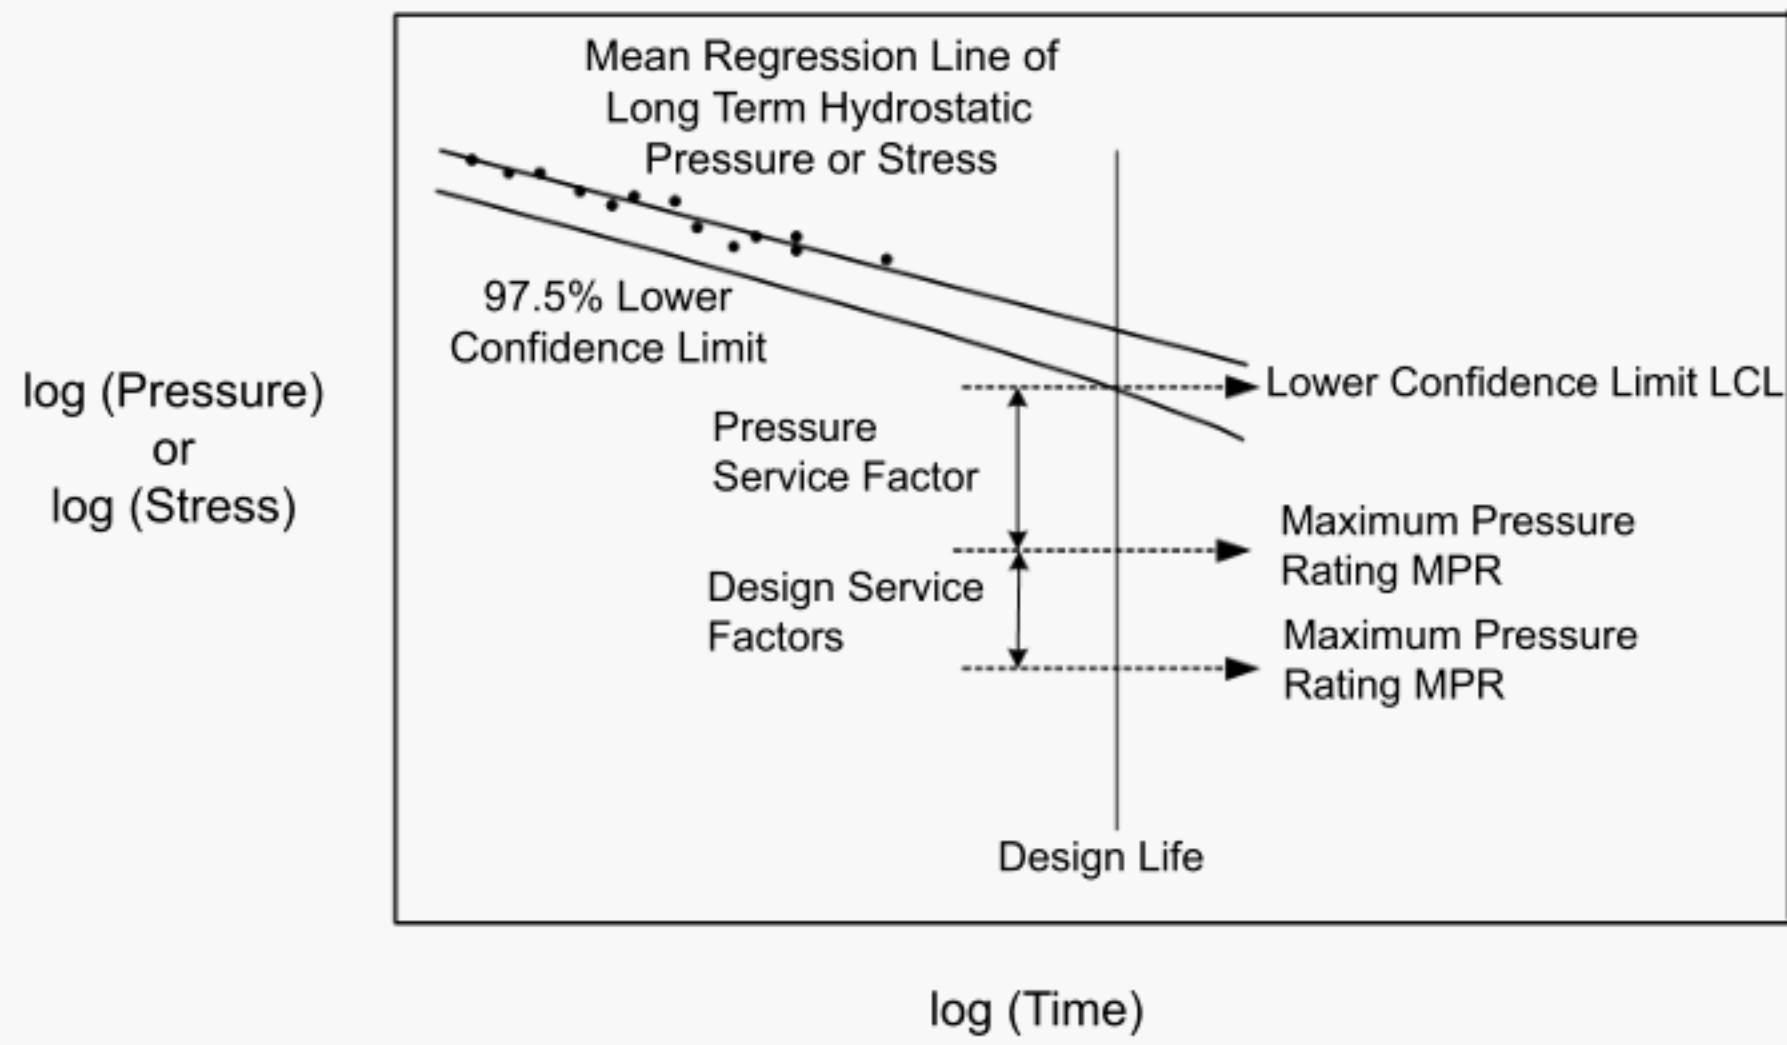 Mean Regression Line of
Long Term Hydrostatic
Pressure or Stress
97.5% Lower
Confidence Limit
log (Pressure)
or
log (Stress)
Lower Confidence Limit LCL
Pressure
Service Factor
Maximum Pressure
Rating MPR
Design Service
Factors
Maximum Pressure
Rating MPR
Design Life
log (Time)